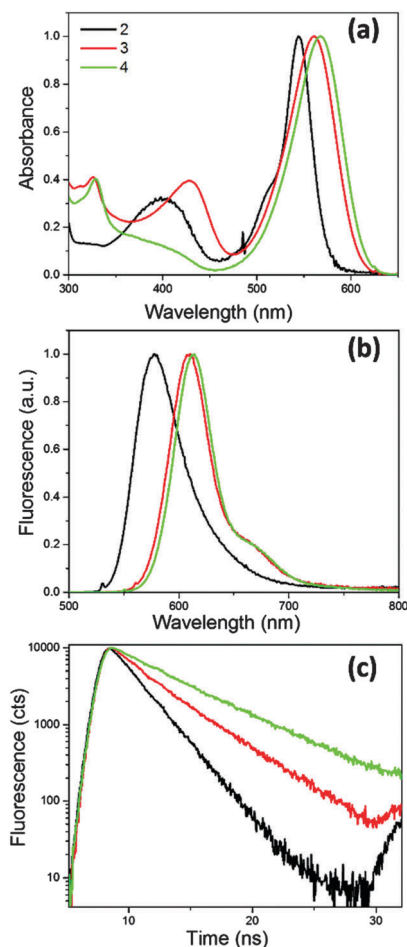 (a)
2
3
4
Absorbance
1.0
0.8
0.6
0.4
0.2
0.0
300 400 500 600
Wavelength (nm)
(b)
Fluorescence (a.u.)
1.0
0.8
0.6
0.4
0.2
0.0
500 600 700 800
Wavelength (nm)
(c)
Fluorescence (cts)
10000
1000
100
10
10 20 30
Time (ns)